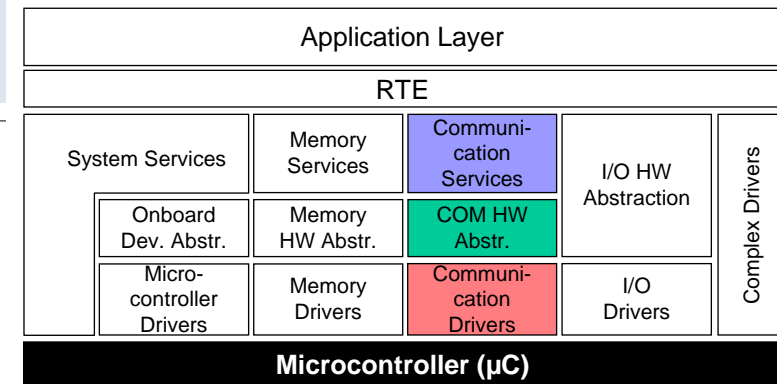 Application Layer
RTE
System Services
Memory
Services
Communi-
cation
Services
I/O HW
Abstraction
Complex Drivers
Onboard
Dev. Abstr.
Memory
HW Abstr.
COM HW
Abstr.
Micro-
controller
Drivers
Memory
Drivers
Communi-
cation
Drivers
I/O
Drivers
Microcontroller (µC)